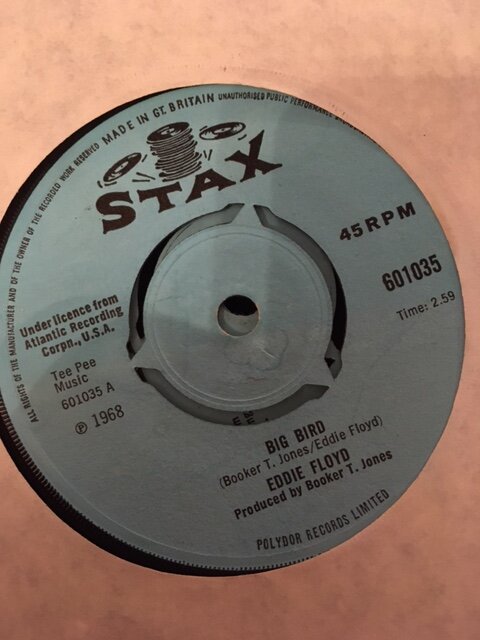 ALL RIGHTS OF THE MANUFACTURER AND OF THE OWNER OF THE RECORDED WORK RESERVED MADE IN GT. BRITAIN UNAUTHORISED PUBLIC PERFORMANCE
STAX
45 RPM
601035
Time: 2.59
Under licence from
Atlantic Recording
Corpn., U.S.A.
Tee Pee
Music
601035 A
℗ 1968
BIG BIRD
(Booker T. Jones/Eddie Floyd)
EDDIE FLOYD
Produced by Booker T. Jones
POLYDOR RECORDS LIMITED